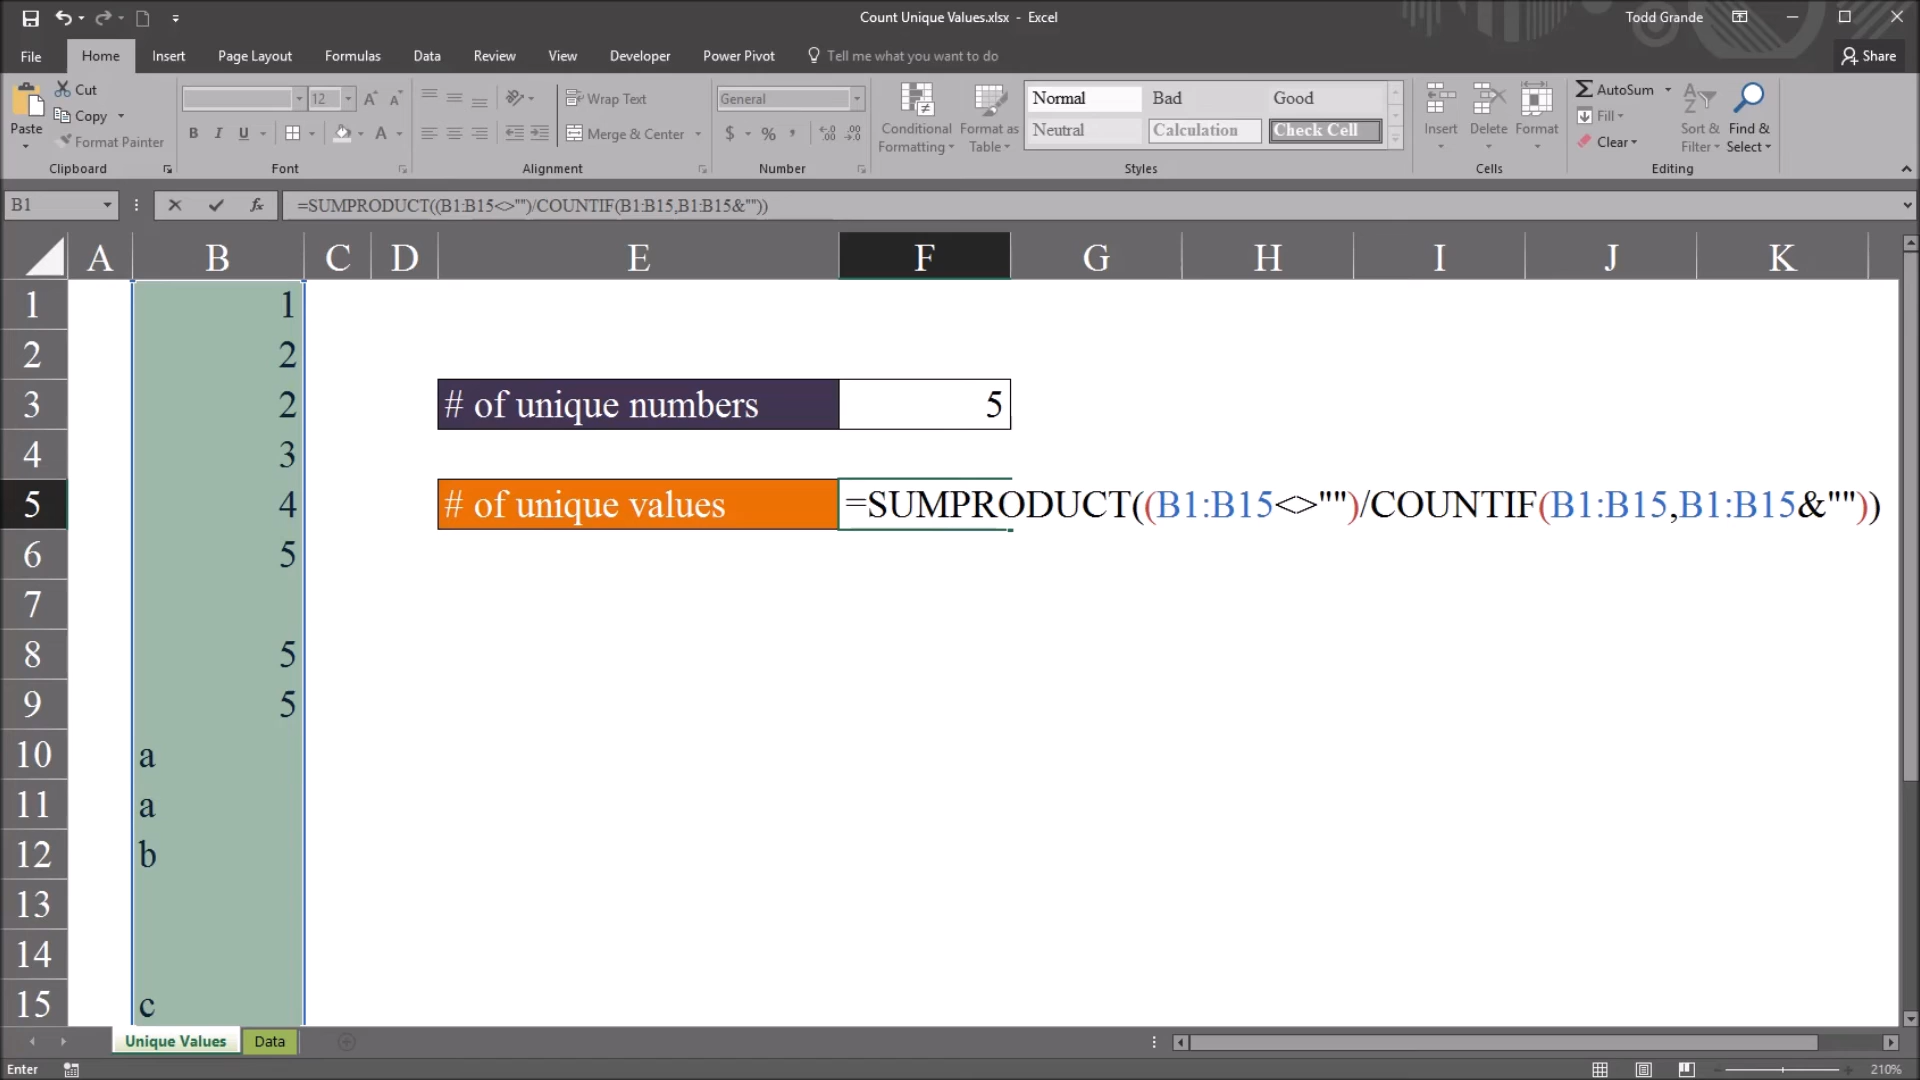 Count Unique Values.xlsx - Excel
Todd Grande
File Home Insert Page Layout Formulas Data Review View Developer Power Pivot Tell me what you want to do Share
Paste
Cut
Copy
Format Painter
Clipboard
12
A A
B I U A
Font
Wrap Text
Merge & Center
Alignment
General
$ % , .0 .00
Number
Conditional Formatting
Format as Table
Normal Bad Good
Neutral Calculation Check Cell
Styles
Insert Delete Format
Cells
AutoSum
Fill
Clear
Sort & Filter
Find & Select
Editing
B1 fx =SUMPRODUCT((B1:B15<>"")/COUNTIF(B1:B15,B1:B15&""))
A B C D E F G H I J K
1 1
2 2
3 2 # of unique numbers 5
4 3
5 4 # of unique values =SUMPRODUCT((B1:B15<>"")/COUNTIF(B1:B15,B1:B15&""))
6 5
7
8 5
9 5
10 a
11 a
12 b
13
14
15 c
Unique Values Data
Enter 210%